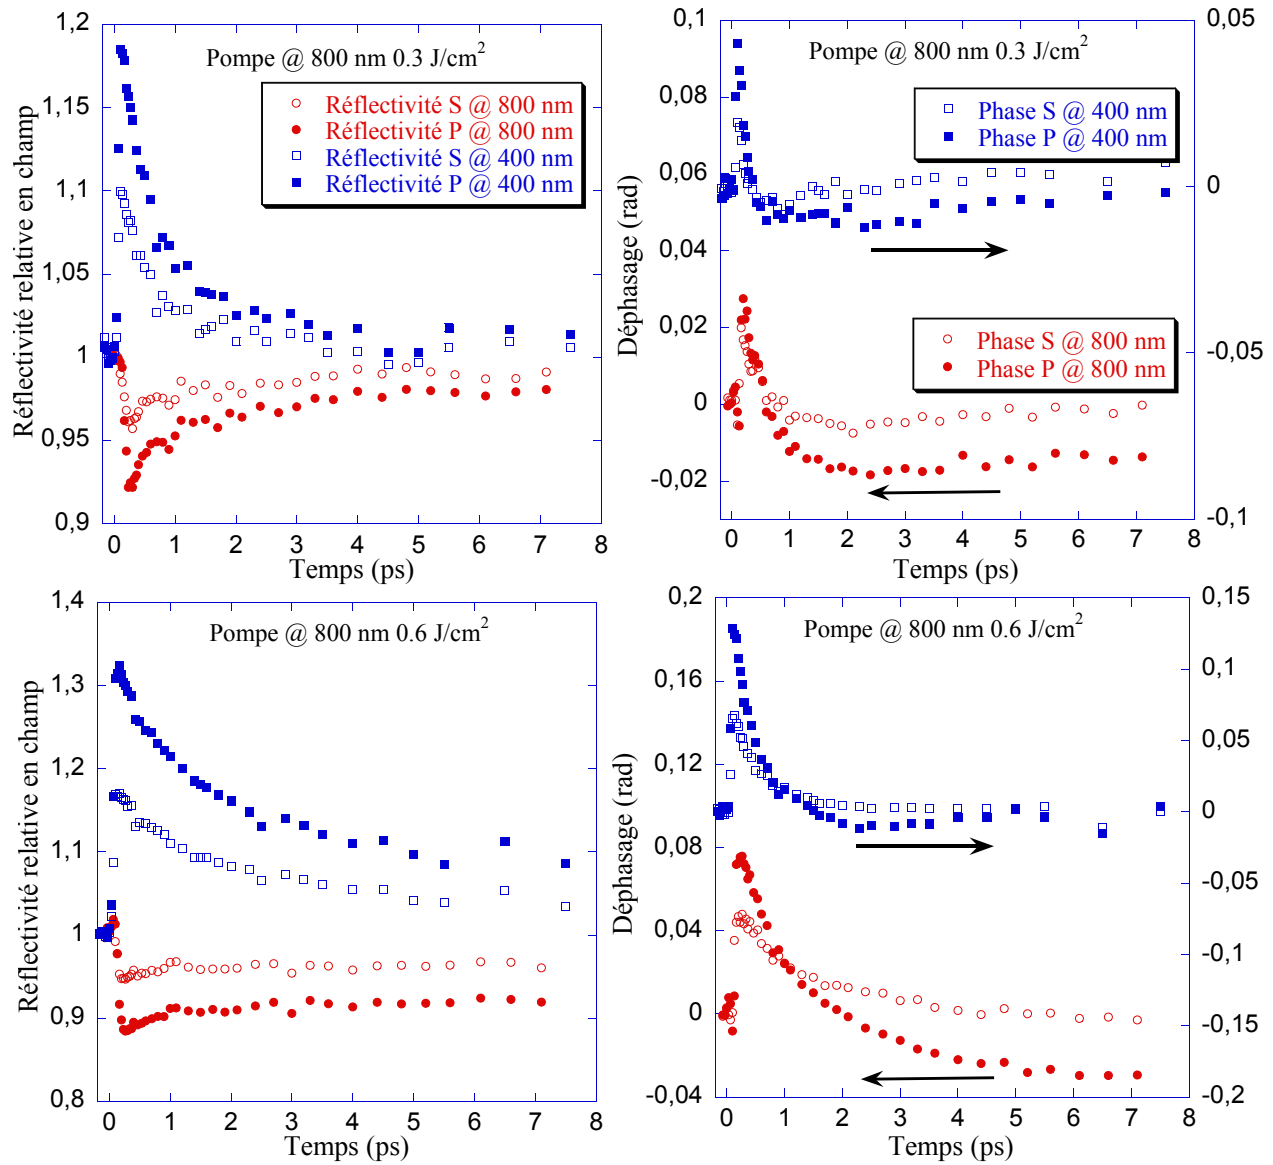 Pompe @ 800 nm 0.3 J/cm2
Réflectivité S @ 800 nm
Réflectivité P @ 800 nm
Réflectivité S @ 400 nm
Réflectivité P @ 400 nm
Réflectivité relative en champ
1,2
1,15
1,1
1,05
1
0,95
0,9
0 1 2 3 4 5 6 7 8
Temps (ps)
Pompe @ 800 nm 0.3 J/cm2
Phase S @ 400 nm
Phase P @ 400 nm
Phase S @ 800 nm
Phase P @ 800 nm
Déphasage (rad)
0,1
0,08
0,06
0,04
0,02
0
-0,02
0,05
0
-0,05
-0,1
0 1 2 3 4 5 6 7 8
Temps (ps)
Pompe @ 800 nm 0.6 J/cm2
Réflectivité relative en champ
1,4
1,3
1,2
1,1
1
0,9
0,8
0 1 2 3 4 5 6 7 8
Temps (ps)
Pompe @ 800 nm 0.6 J/cm2
Déphasage (rad)
0,2
0,16
0,12
0,08
0,04
0
-0,04
0,15
0,1
0,05
0
-0,05
-0,1
-0,15
-0,2
0 1 2 3 4 5 6 7 8
Temps (ps)